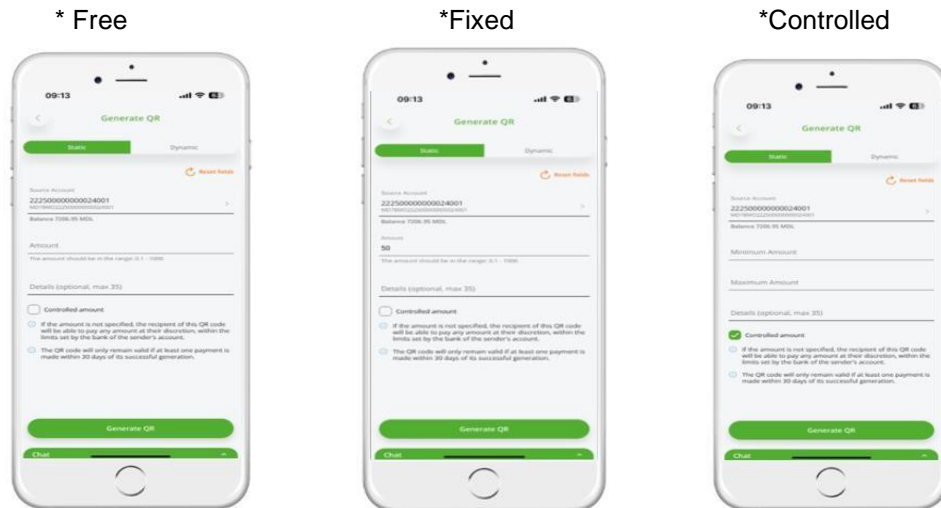 * Free
*Fixed
*Controlled
09:13
Generate QR
Static
Dynamic
Reset fields
Source Account
222500000000024001
Balance 7206.95 MDL
Amount
The amount should be in the range: 0.1 - 1000
Details (optional, max 35)
Controlled amount
If the amount is not specified, the recipient of this QR code
will be able to pay any amount at their discretion, within the
limits set by the bank of the sender's account.
The QR code will only remain valid if at least one payment is
made within 30 days of its successful generation.
Generate QR
Chat
09:13
Generate QR
Static
Dynamic
Reset fields
Source Account
222500000000024001
Balance 7206.95 MDL
Amount
50
The amount should be in the range: 0.1 - 1000
Details (optional, max 35)
Controlled amount
If the amount is not specified, the recipient of this QR code
will be able to pay any amount at their discretion, within the
limits set by the bank of the sender's account.
The QR code will only remain valid if at least one payment is
made within 30 days of its successful generation.
Generate QR
Chat
09:13
Generate QR
Static
Dynamic
Reset fields
Source Account
222500000000024001
Balance 7206.95 MDL
Minimum Amount
Maximum Amount
Details (optional, max 35)
Controlled amount
If the amount is not specified, the recipient of this QR code
will be able to pay any amount at their discretion, within the
limits set by the bank of the sender's account.
The QR code will only remain valid if at least one payment is
made within 30 days of its successful generation.
Generate QR
Chat